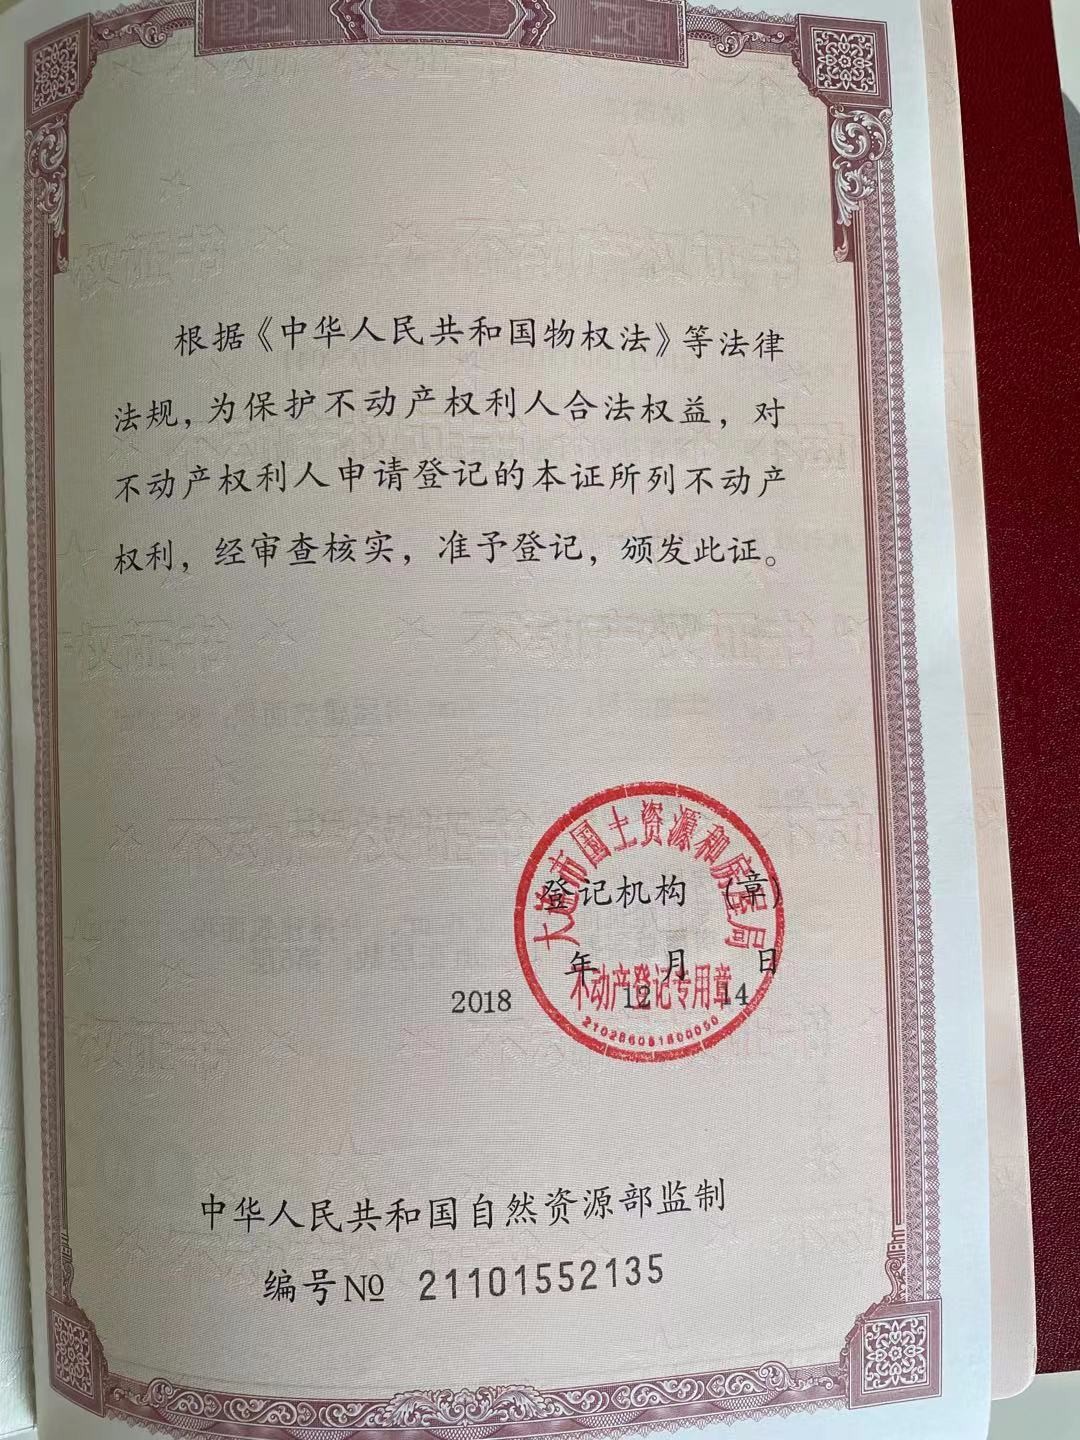 根据《中华人民共和国物权法》等法律
法规，为保护不动产权利人合法权益，对
不动产权利人申请登记的本证所列不动产
权利，经审查核实，准予登记，颁发此证。
大连市国土资源和房屋局
登记机构 （章）
年 月 日
2018 12 14
不动产登记专用章
中华人民共和国自然资源部监制
编号№ 21101552135